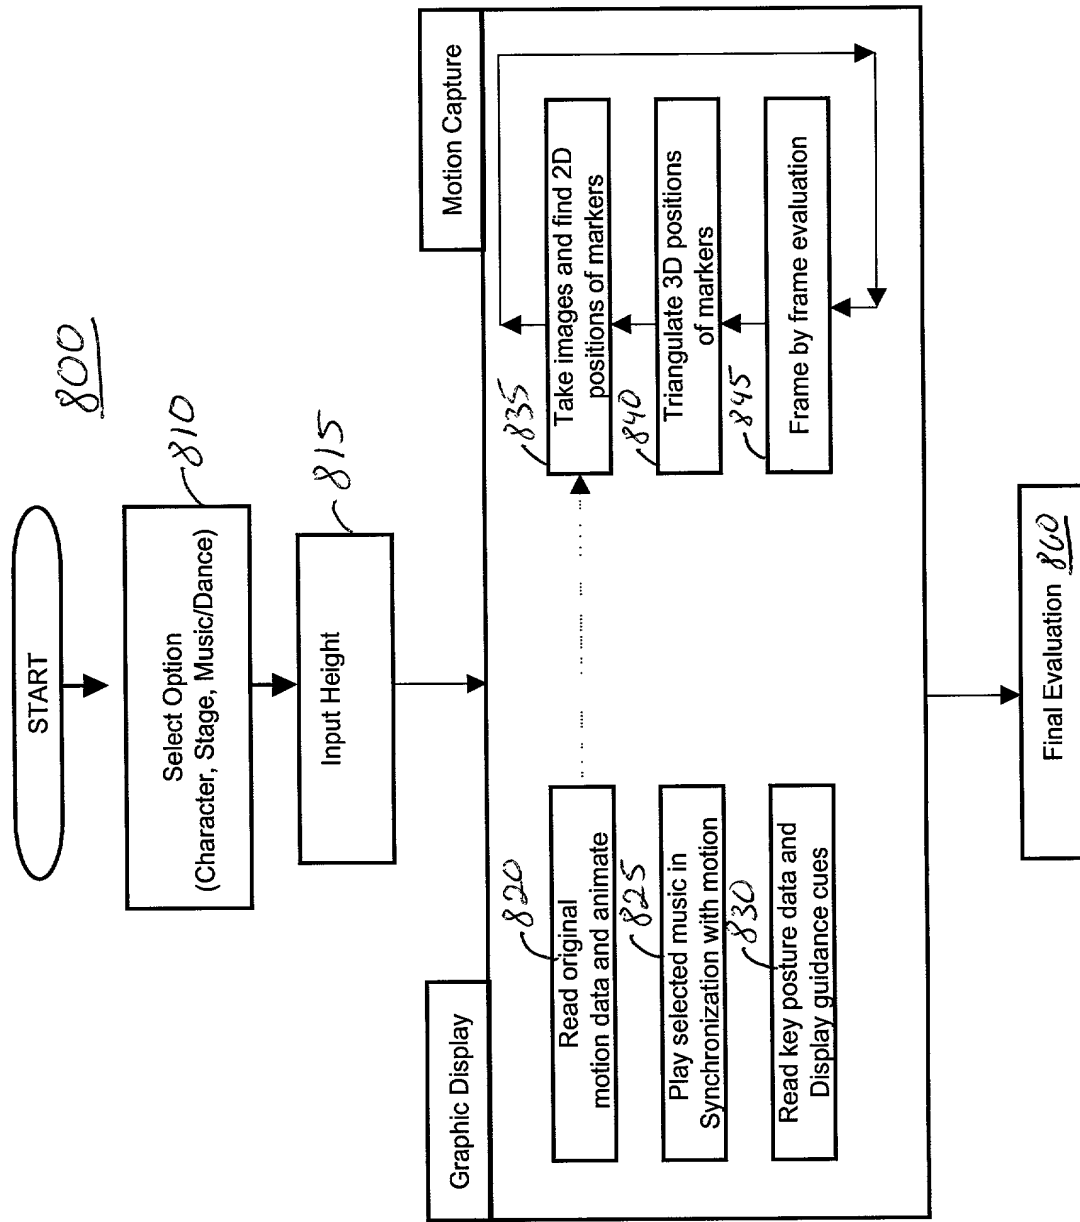 800
START
Select Option
(Character, Stage, Music/Dance)
810
Input Height
815
Graphic Display
820
Read original
motion data and animate
825
Play selected music in
Synchronization with motion
830
Read key posture data and
Display guidance cues
Motion Capture
835
Take images and find 2D
positions of markers
840
Triangulate 3D positions
of markers
845
Frame by frame evaluation
Final Evaluation 860